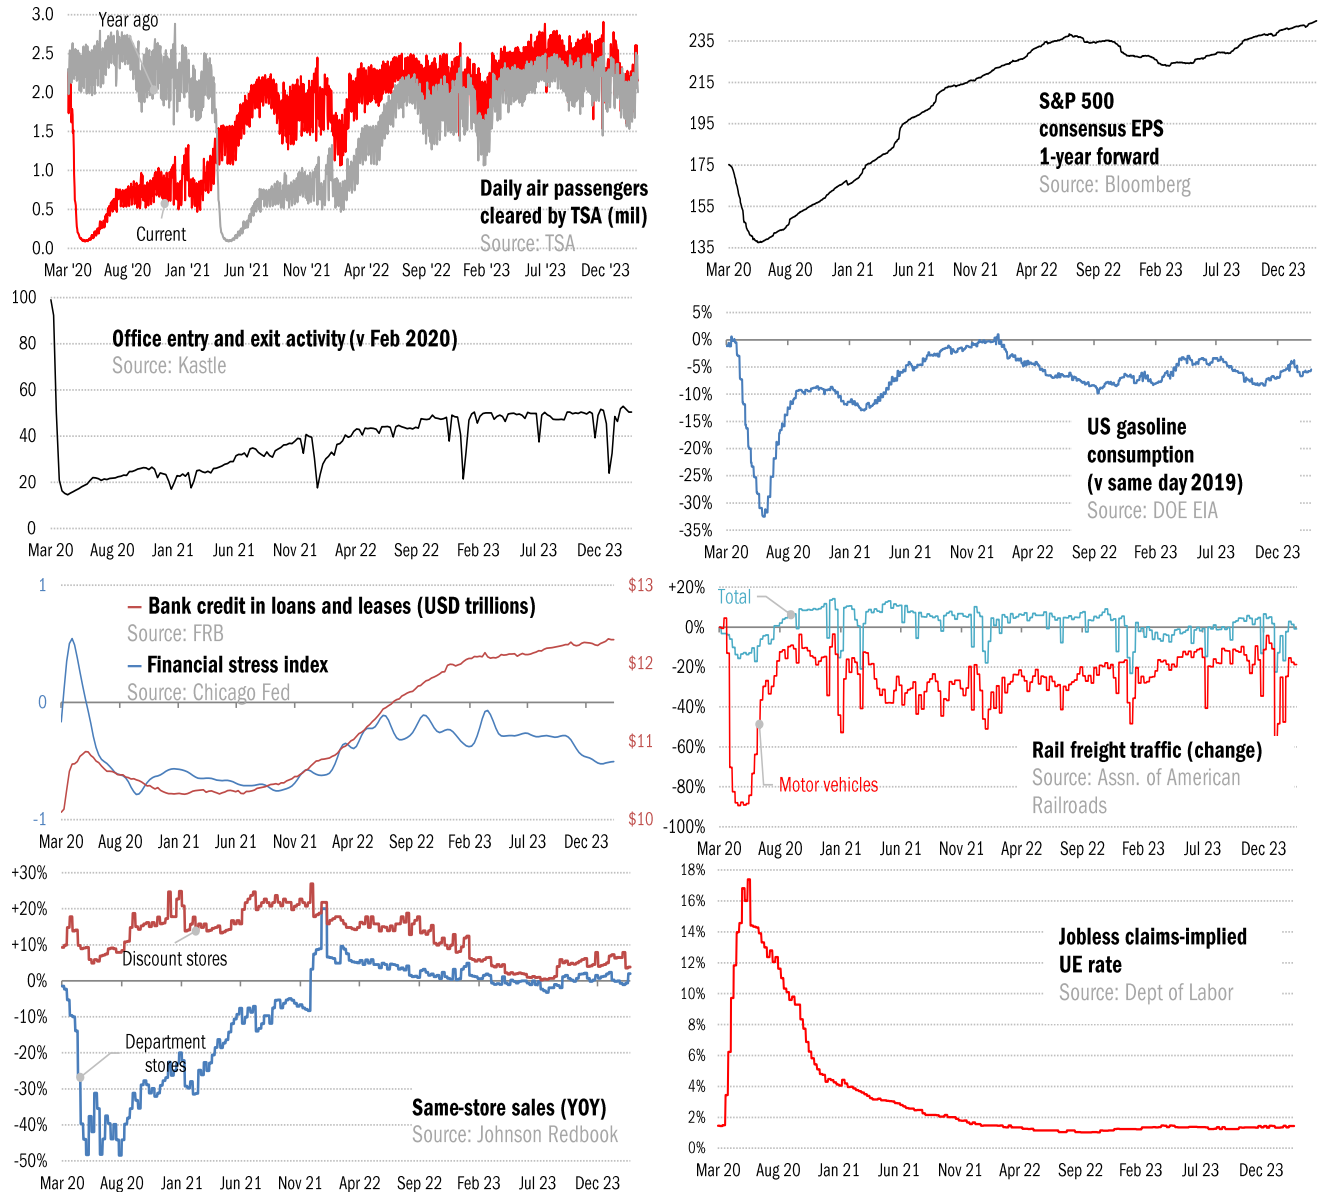 3.0
Year ago
2.5
2.0
1.5
1.0
0.5
0.0
Current
Daily air passengers
cleared by TSA (mil)
Source: TSA
Mar '20 Aug '20 Jan '21 Jun '21 Nov '21 Apr '22 Sep '22 Feb '23 Jul '23 Dec '23
235
215
195
175
155
135
S&P 500
consensus EPS
1-year forward
Source: Bloomberg
Mar 20 Aug 20 Jan 21 Jun 21 Nov 21 Apr 22 Sep 22 Feb 23 Jul 23 Dec 23
100
80
60
40
20
0
Office entry and exit activity (v Feb 2020)
Source: Kastle
Mar 20 Aug 20 Jan 21 Jun 21 Nov 21 Apr 22 Sep 22 Feb 23 Jul 23 Dec 23
5%
0%
-5%
-10%
-15%
-20%
-25%
-30%
-35%
US gasoline
consumption
(v same day 2019)
Source: DOE EIA
Mar 20 Aug 20 Jan 21 Jun 21 Nov 21 Apr 22 Sep 22 Feb 23 Jul 23 Dec 23
1
0
-1
Bank credit in loans and leases (USD trillions)
Source: FRB
Financial stress index
Source: Chicago Fed
$13
$12
$11
$10
Mar 20 Aug 20 Jan 21 Jun 21 Nov 21 Apr 22 Sep 22 Feb 23 Jul 23 Dec 23
+20%
0%
-20%
-40%
-60%
-80%
-100%
Total
Motor vehicles
Rail freight traffic (change)
Source: Assn. of American
Railroads
Mar 20 Aug 20 Jan 21 Jun 21 Nov 21 Apr 22 Sep 22 Feb 23 Jul 23 Dec 23
+30%
+20%
+10%
0%
-10%
-20%
-30%
-40%
-50%
Discount stores
Department
stores
Same-store sales (YOY)
Source: Johnson Redbook
Mar 20 Aug 20 Jan 21 Jun 21 Nov 21 Apr 22 Sep 22 Feb 23 Jul 23 Dec 23
18%
16%
14%
12%
10%
8%
6%
4%
2%
0%
Jobless claims-implied
UE rate
Source: Dept of Labor
Mar 20 Aug 20 Jan 21 Jun 21 Nov 21 Apr 22 Sep 22 Feb 23 Jul 23 Dec 23